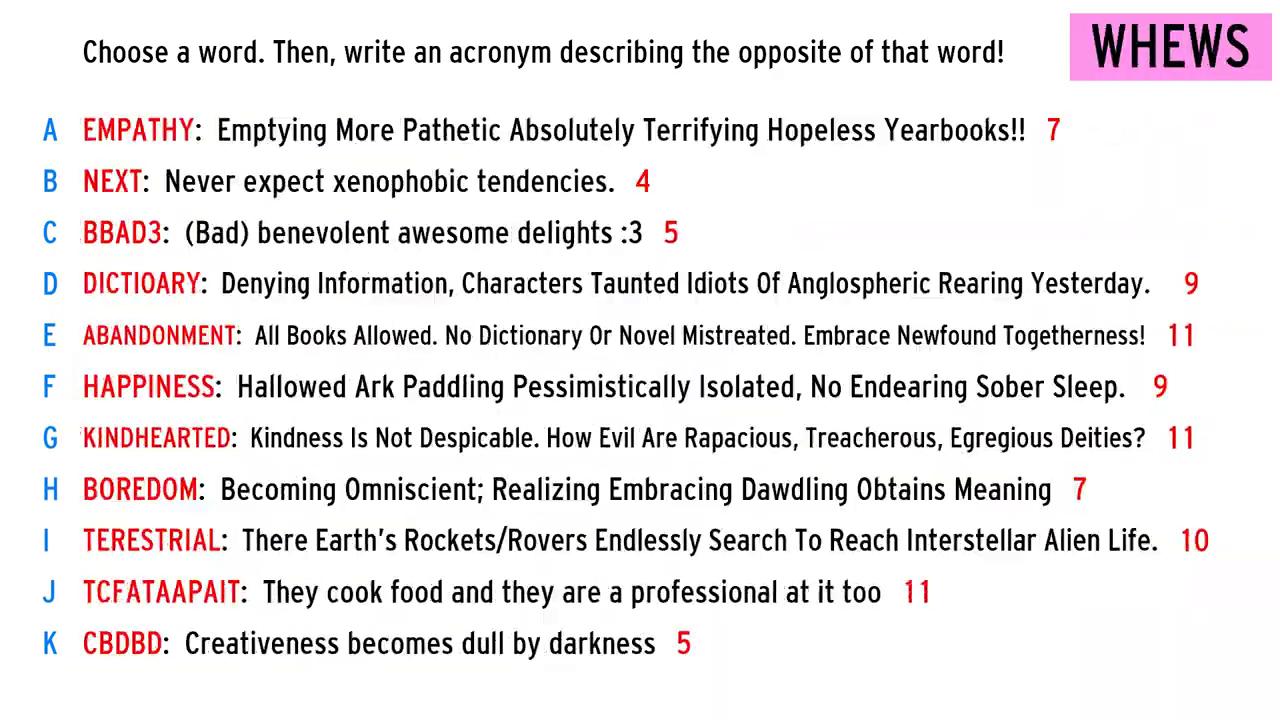 Choose a word. Then, write an acronym describing the opposite of that word!
WHEWS
A EMPATHY: Emptying More Pathetic Absolutely Terrifying Hopeless Yearbooks!! 7
B NEXT: Never expect xenophobic tendencies. 4
C BBAD3: (Bad) benevolent awesome delights :3 5
D DICTIOARY: Denying Information, Characters Taunted Idiots Of Anglospheric Rearing Yesterday. 9
E ABANDONMENT: All Books Allowed. No Dictionary Or Novel Mistreated. Embrace Newfound Togetherness! 11
F HAPPINESS: Hallowed Ark Paddling Pessimistically Isolated, No Endearing Sober Sleep. 9
G KINDHEARTED: Kindness Is Not Despicable. How Evil Are Rapacious, Treacherous, Egregious Deities? 11
H BOREDOM: Becoming Omniscient; Realizing Embracing Dawdling Obtains Meaning 7
I TERESTRIAL: There Earth's Rockets/Rovers Endlessly Search To Reach Interstellar Alien Life. 10
J TCFATAAPAIT: They cook food and they are a professional at it too 11
K CBDBD: Creativeness becomes dull by darkness 5